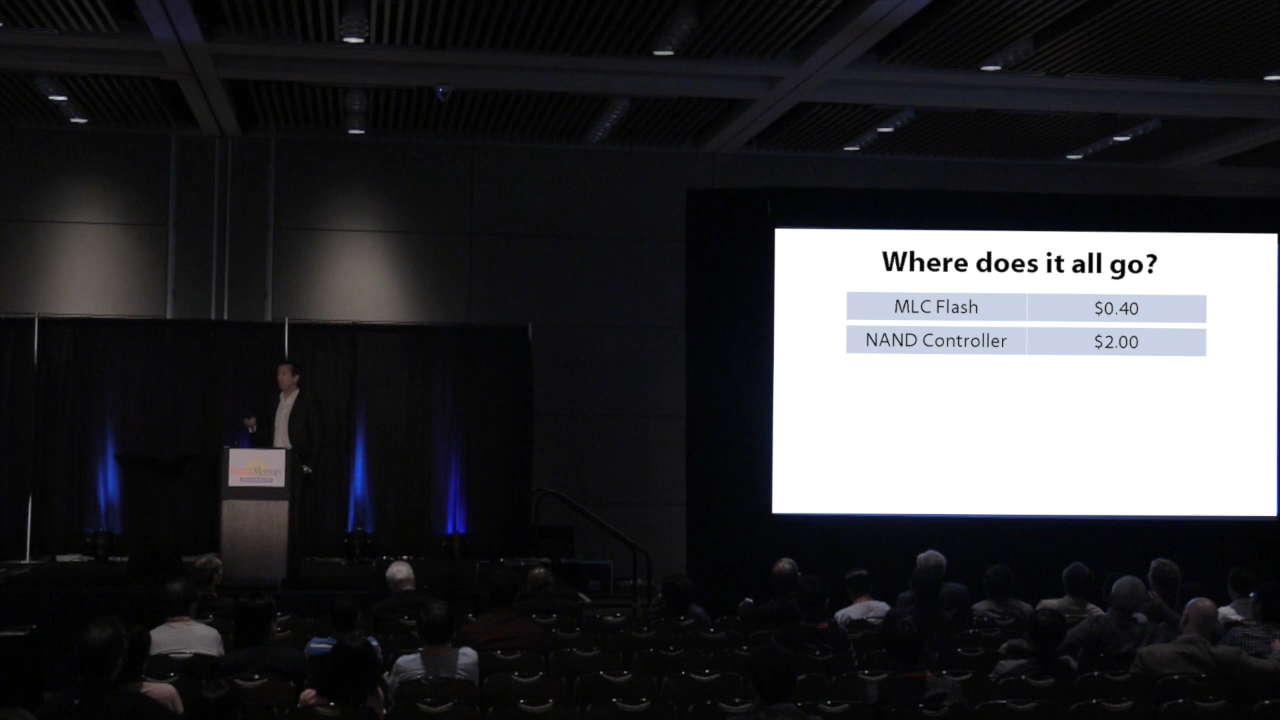 Where does it all go?
MLC Flash $0.40
NAND Controller $2.00